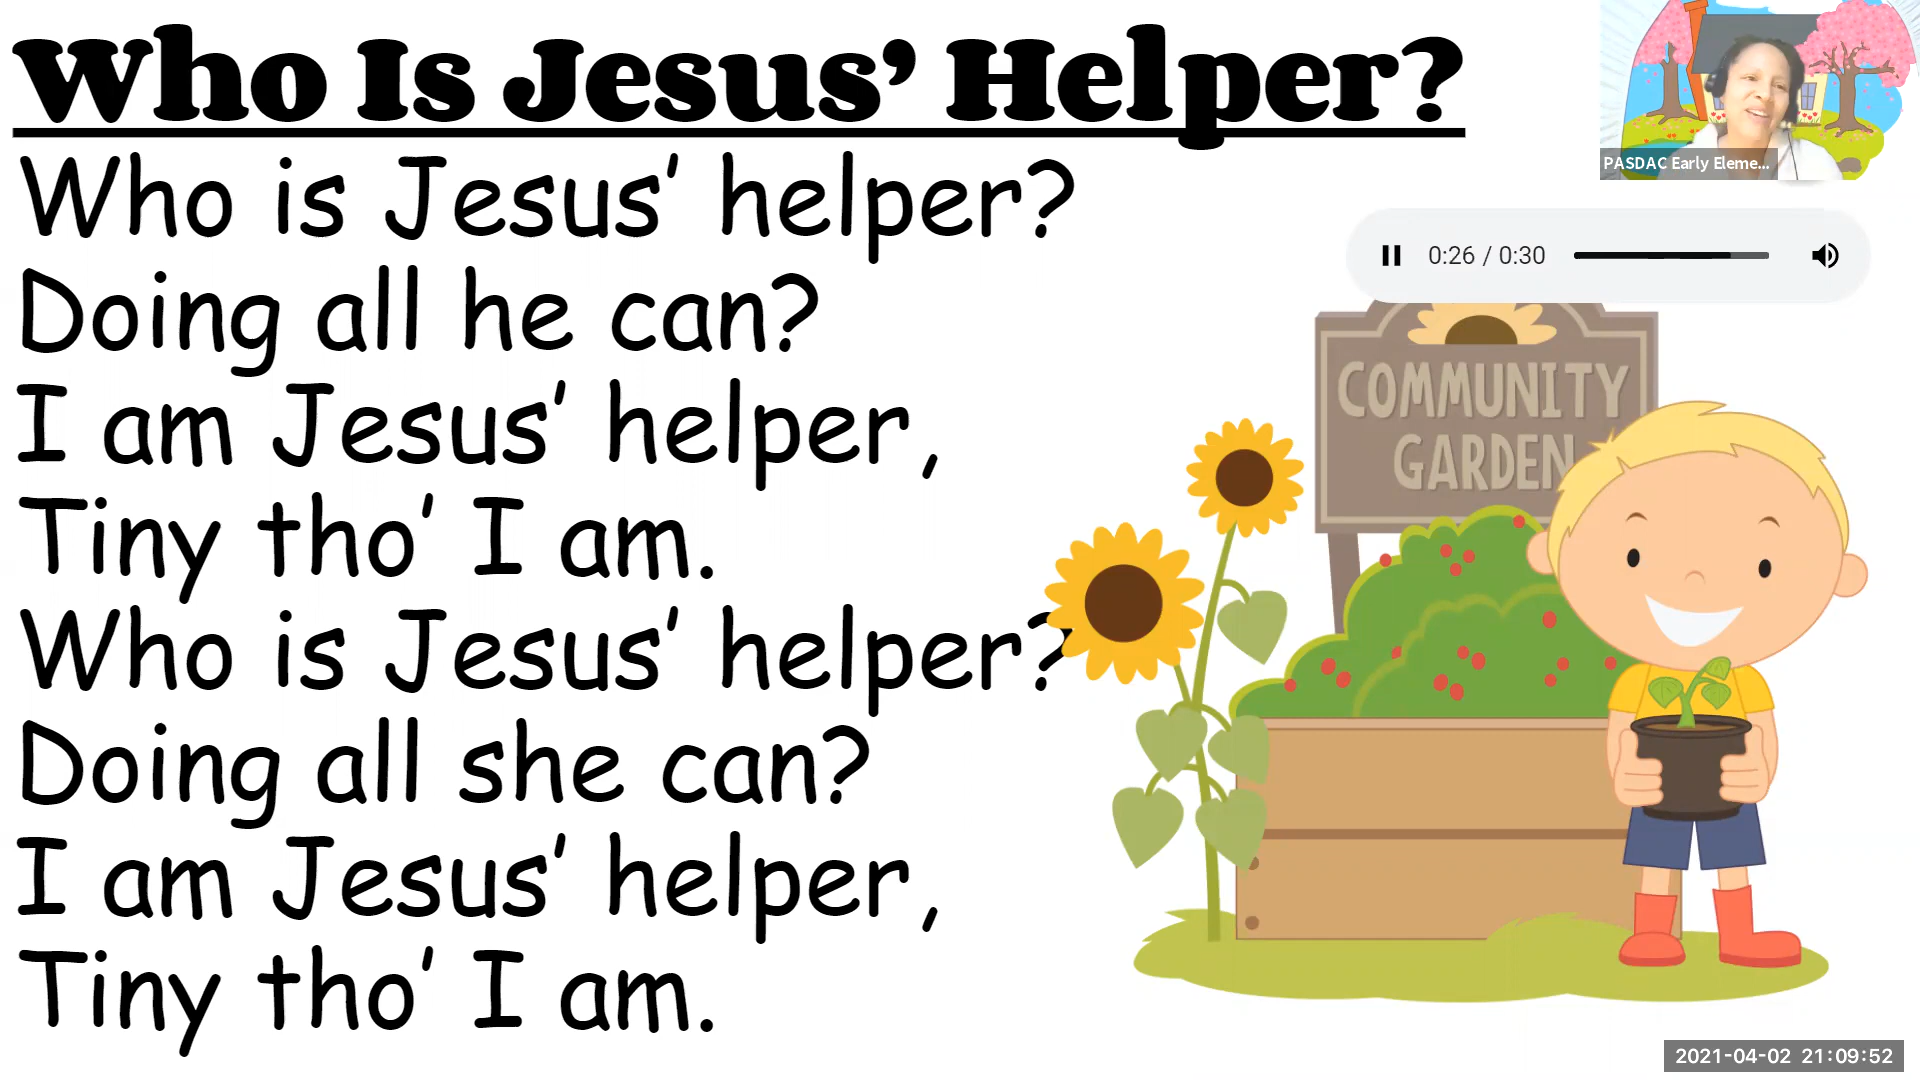 Who Is Jesus’ Helper?
Who is Jesus’ helper?
Doing all he can?
I am Jesus’ helper,
Tiny tho’ I am.
Who is Jesus’ helper?
Doing all she can?
I am Jesus’ helper,
Tiny tho’ I am.
PASDAC Early Eleme...
0:26 / 0:30
COMMUNITY
GARDEN
2021-04-02 21:09:52